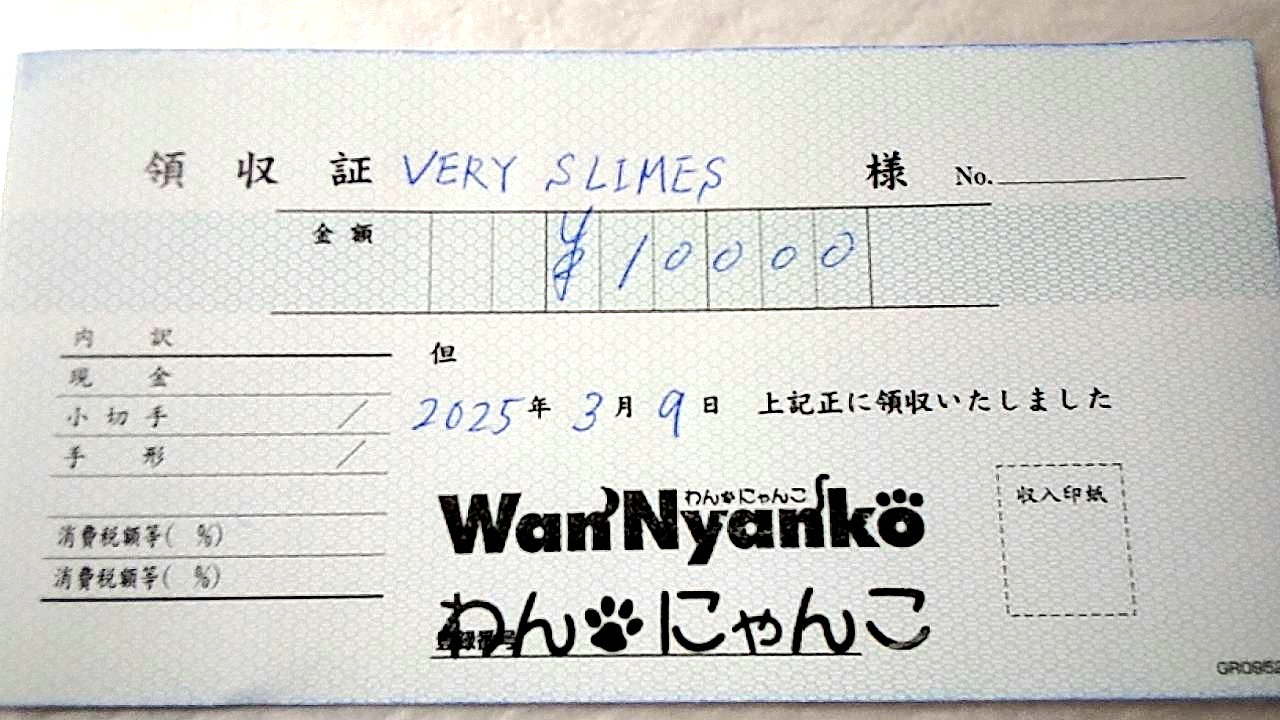 領収証 VERY SLIMES 様 No.
金額 ¥10000
内訳
現金
小切手 /
手形 /
消費税額等( %)
消費税額等( %)
但
2025年 3月 9日 上記正に領収いたしました
わんにゃんこ
Wan'Nyanko
わんにゃんこ
登録番号
収入印紙